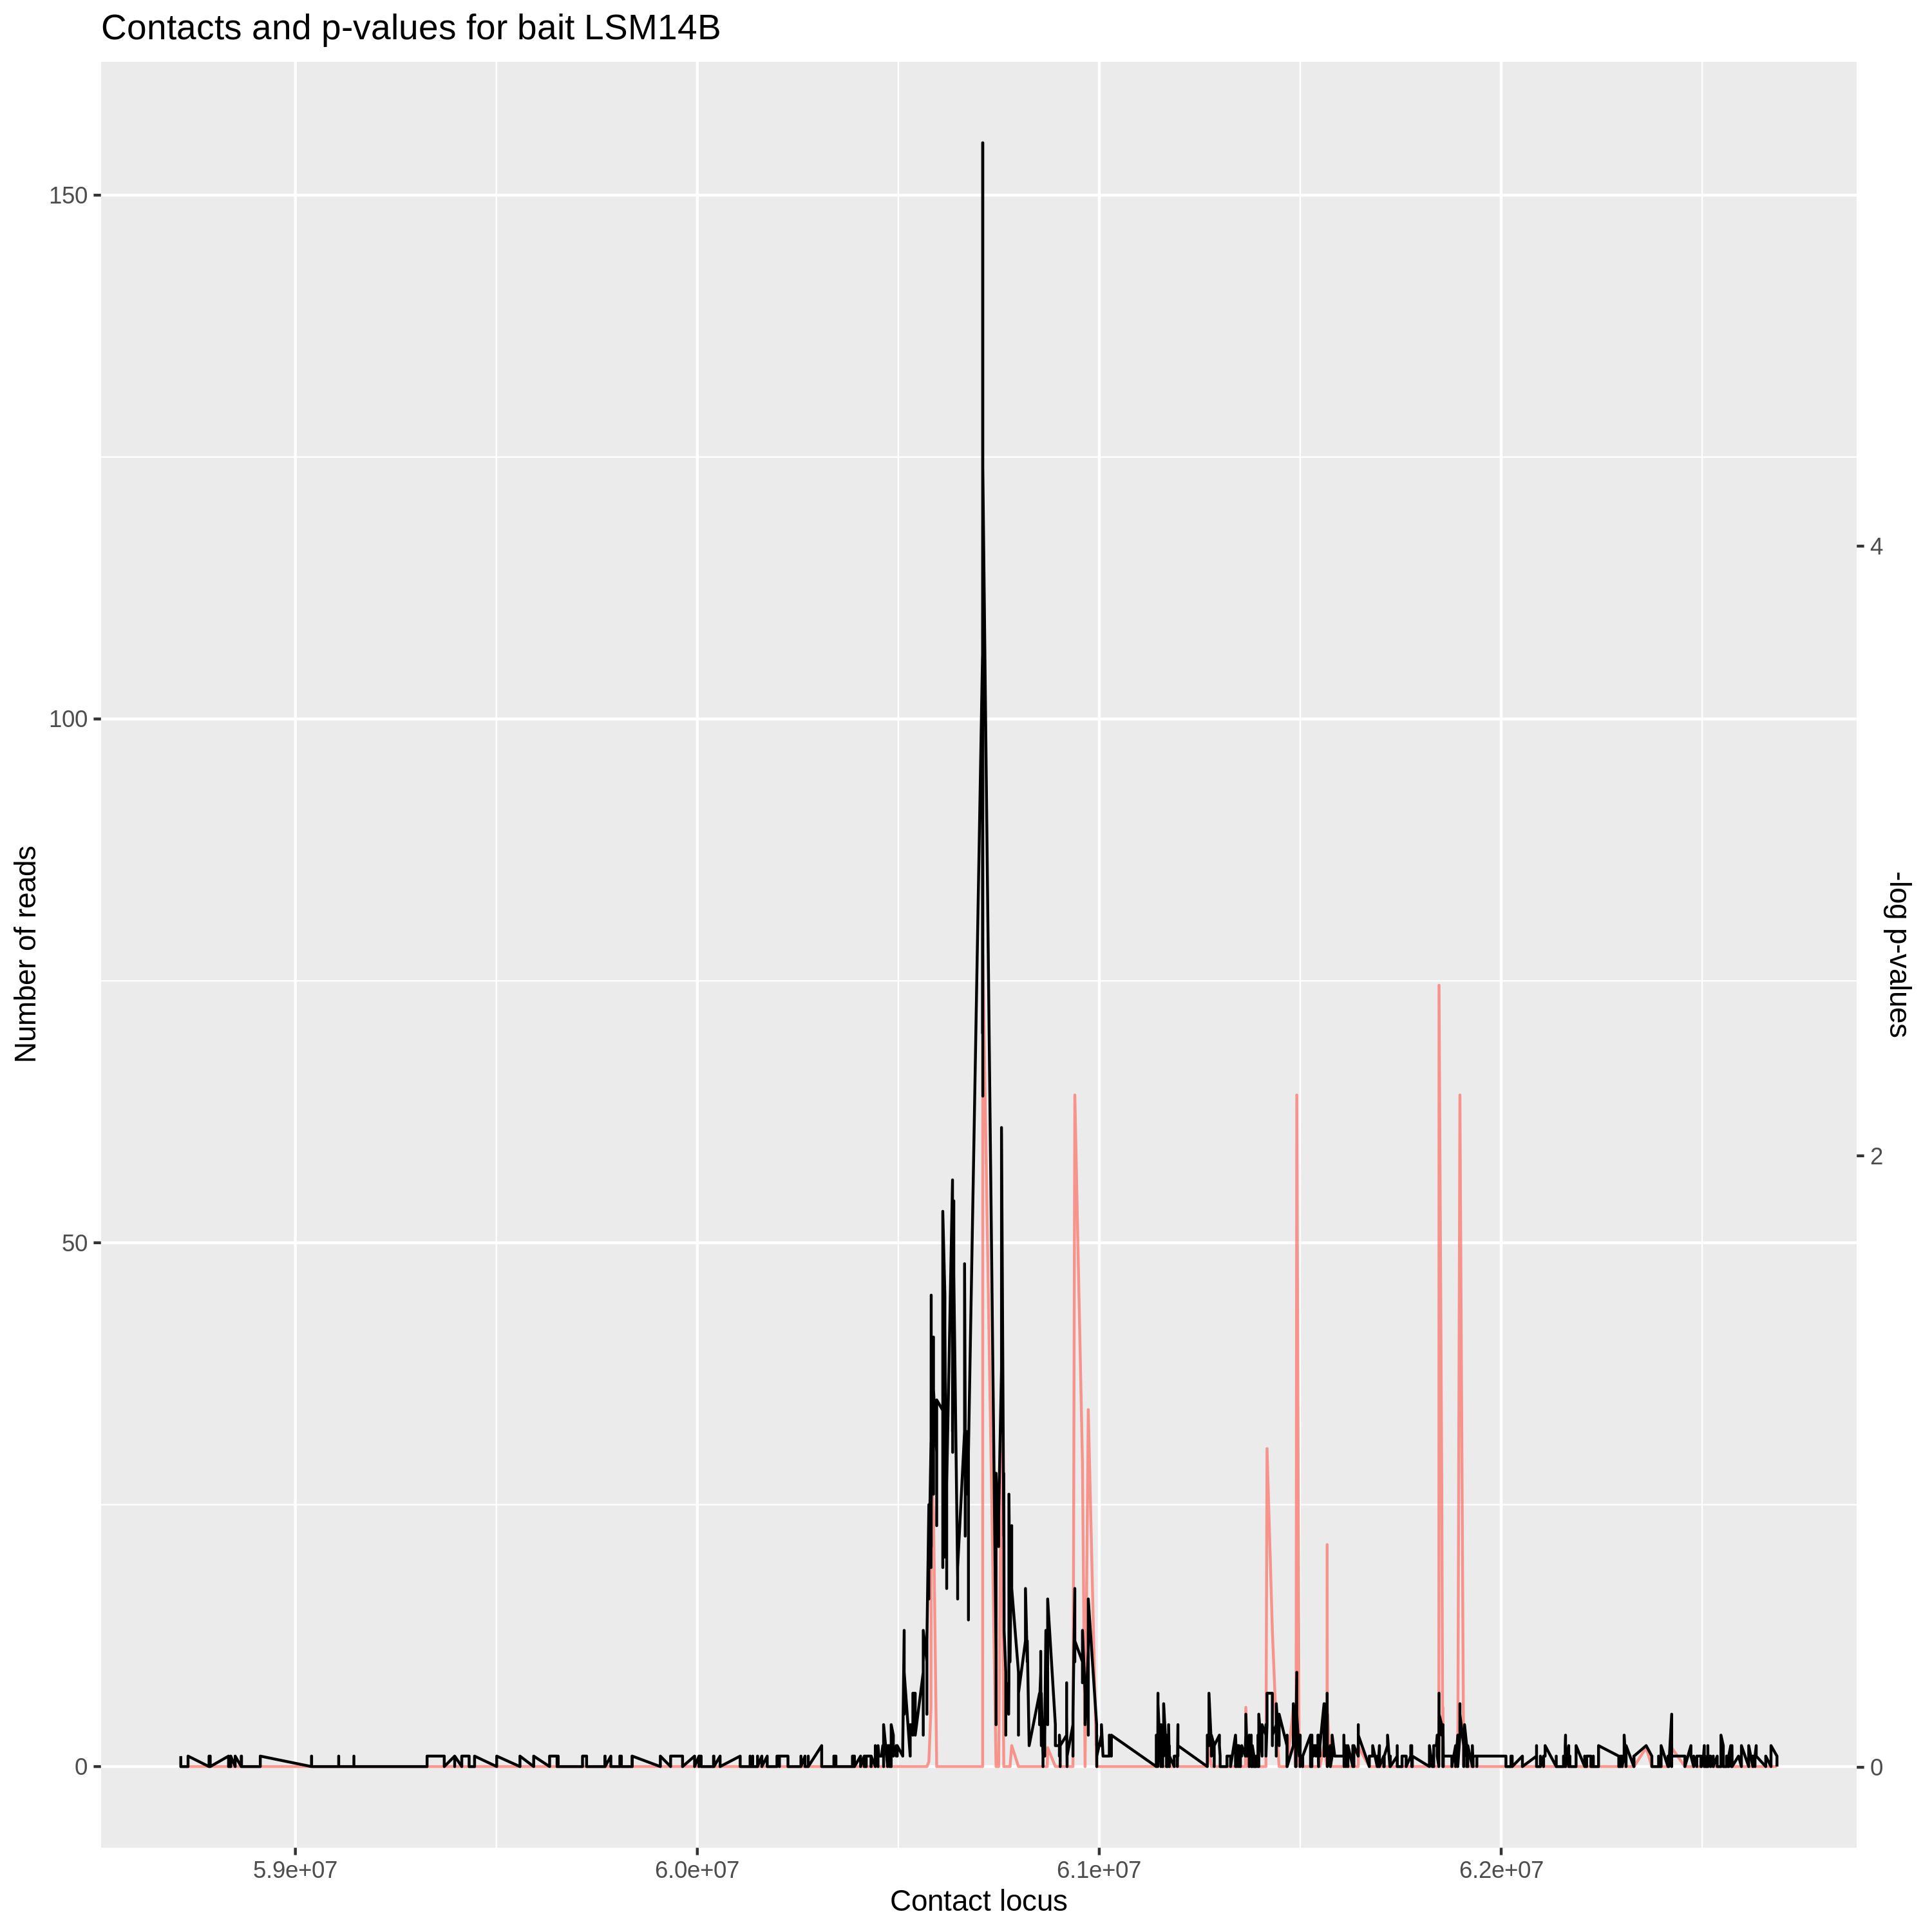 Contacts and p-values for bait LSM14B
150
100
50
0
4
2
0
Number of reads
-log p-values
5.9e+07 6.0e+07 6.1e+07 6.2e+07
Contact locus